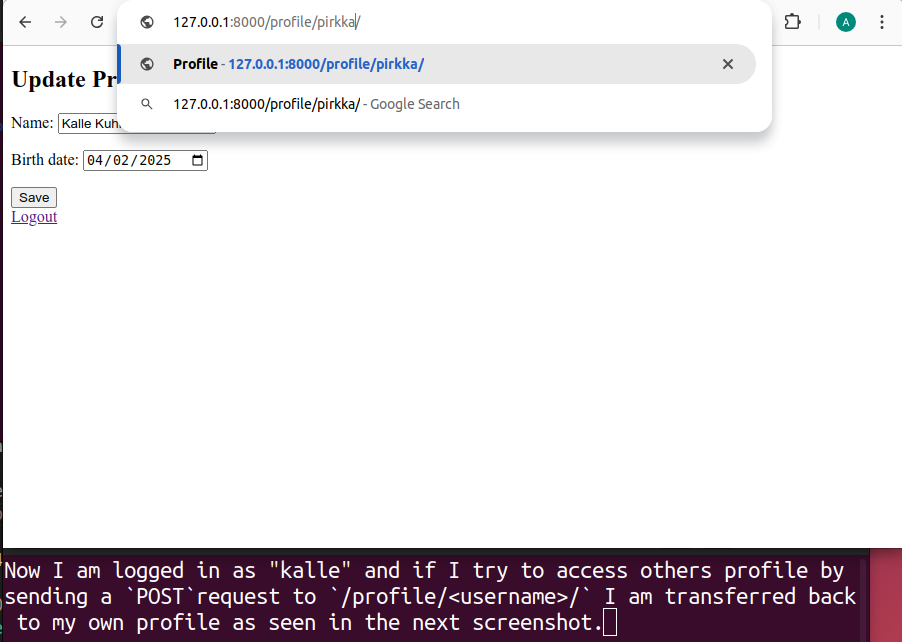 127.0.0.1:8000/profile/pirkka/
A
Profile - 127.0.0.1:8000/profile/pirkka/
127.0.0.1:8000/profile/pirkka/ - Google Search
Update Pr
Name: Kalle Kuh
Birth date: 04/02/2025
Save
Logout
Now I am logged in as "kalle" and if I try to access others profile by
sending a `POST`request to `/profile/<username>/` I am transferred back
to my own profile as seen in the next screenshot.